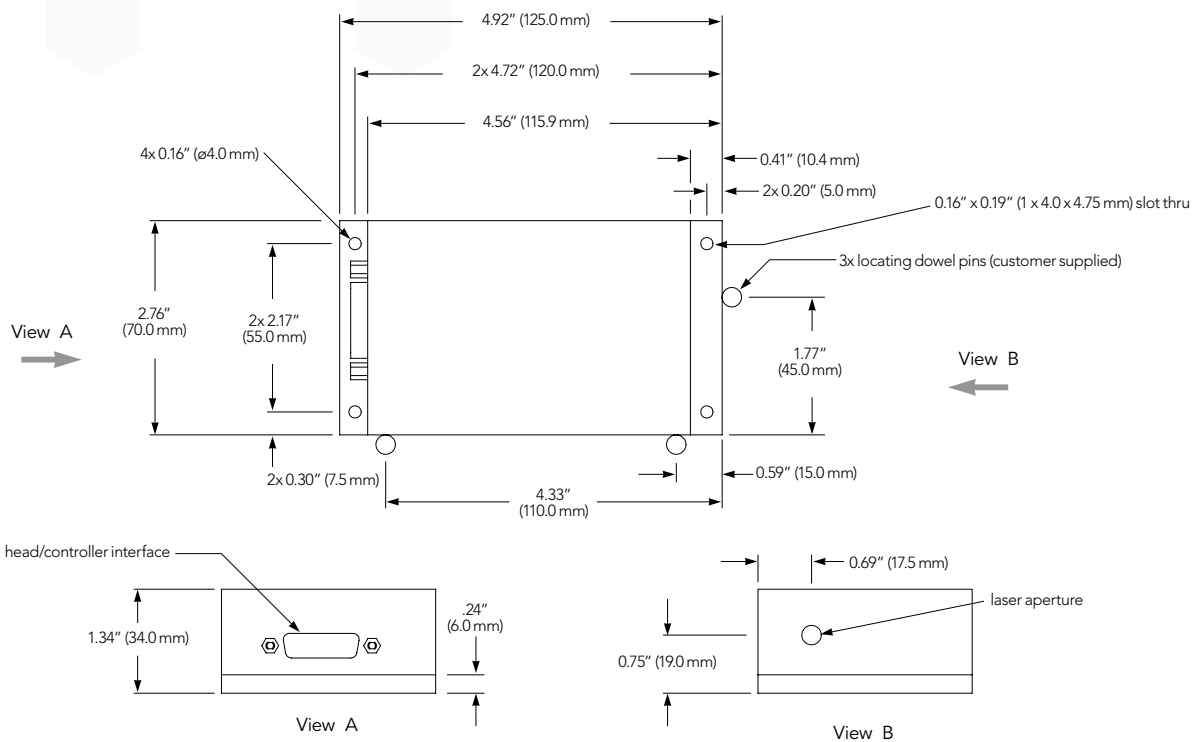 4.92” (125.0 mm)
2x 4.72” (120.0 mm)
4.56” (115.9 mm)
4x 0.16” (ø4.0 mm)
0.41” (10.4 mm)
2x 0.20” (5.0 mm)
0.16” x 0.19” (1 x 4.0 x 4.75 mm) slot thru
3x locating dowel pins (customer supplied)
View A
2.76”
(70.0 mm)
2x 2.17”
(55.0 mm)
1.77”
(45.0 mm)
View B
2x 0.30” (7.5 mm)
0.59” (15.0 mm)
4.33”
(110.0 mm)
head/controller interface
1.34” (34.0 mm)
.24”
(6.0 mm)
View A
0.69” (17.5 mm)
laser aperture
0.75” (19.0 mm)
View B